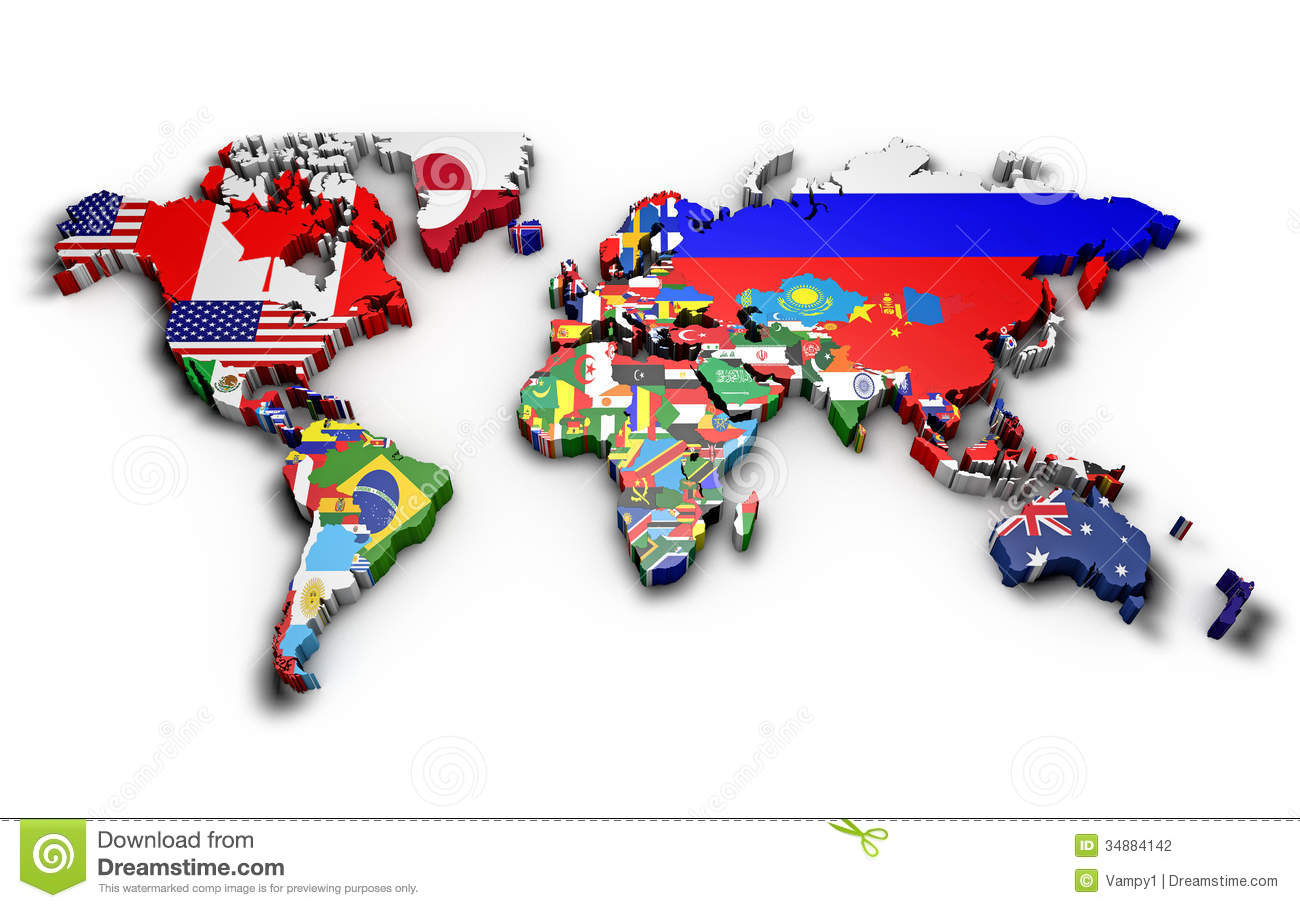 Download from
Dreamstime.com
This watermarked comp image is for previewing purposes only.
ID 34884142
© Vampy1 | Dreamstime.com